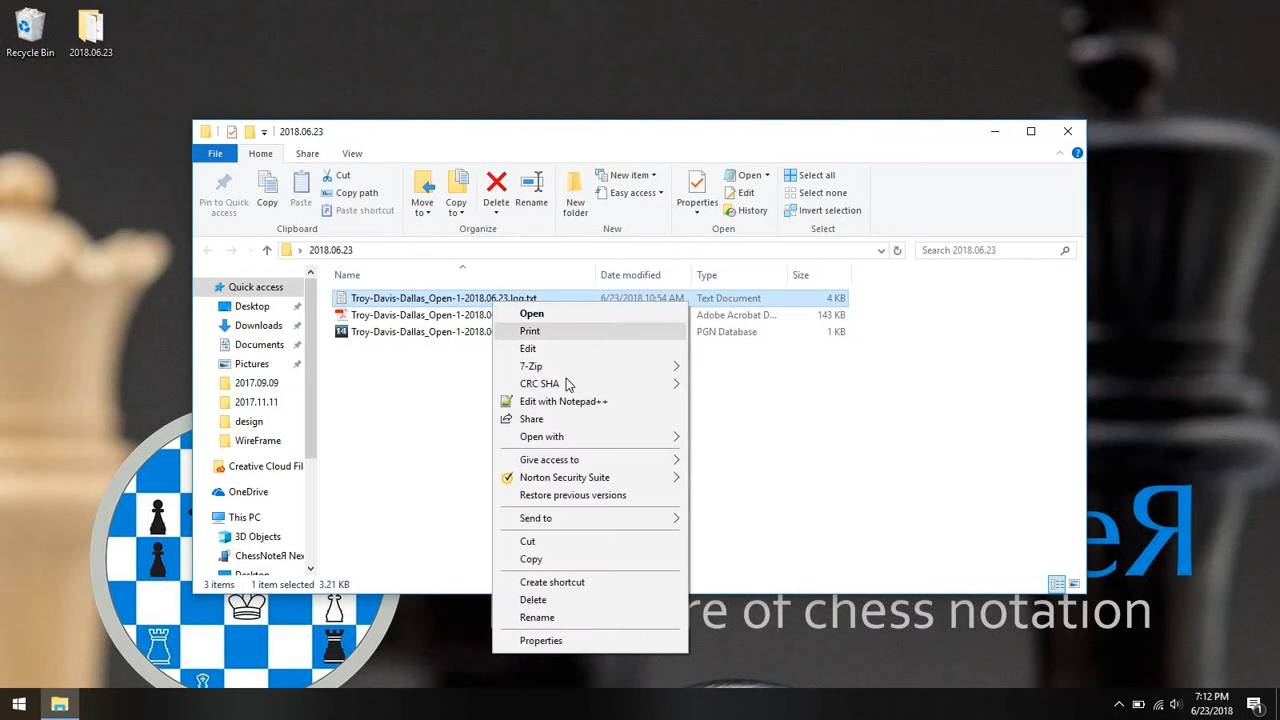 Recycle Bin
2018.06.23
2018.06.23
File
Home
Share
View
Pin to Quick access
Copy
Paste
Cut
Copy path
Paste shortcut
Clipboard
Move to
Copy to
Delete
Rename
Organize
New folder
New item
Easy access
New
Properties
Open
Edit
History
Open
Select all
Select none
Invert selection
Select
2018.06.23
Search 2018.06.23
Name
Date modified
Type
Size
Troy-Davis-Dallas_Open-1-2018.06.23.log.txt
6/23/2018 10:54 AM
Text Document
4 KB
Troy-Davis-Dallas_Open-1-2018.0
Adobe Acrobat D...
143 KB
14
Troy-Davis-Dallas_Open-1-2018.0
PGN Database
1 KB
Quick access
Desktop
Downloads
Documents
Pictures
2017.09.09
2017.11.11
design
WireFrame
Creative Cloud Fil
OneDrive
This PC
3D Objects
ChessNoteЯ Nex
Desktop
3 items
1 item selected
3.21 KB
Open
Print
Edit
7-Zip
CRC SHA
Edit with Notepad++
Share
Open with
Give access to
Norton Security Suite
Restore previous versions
Send to
Cut
Copy
Create shortcut
Delete
Rename
Properties
eЯ
re of chess notation
7:12 PM
6/23/2018
1